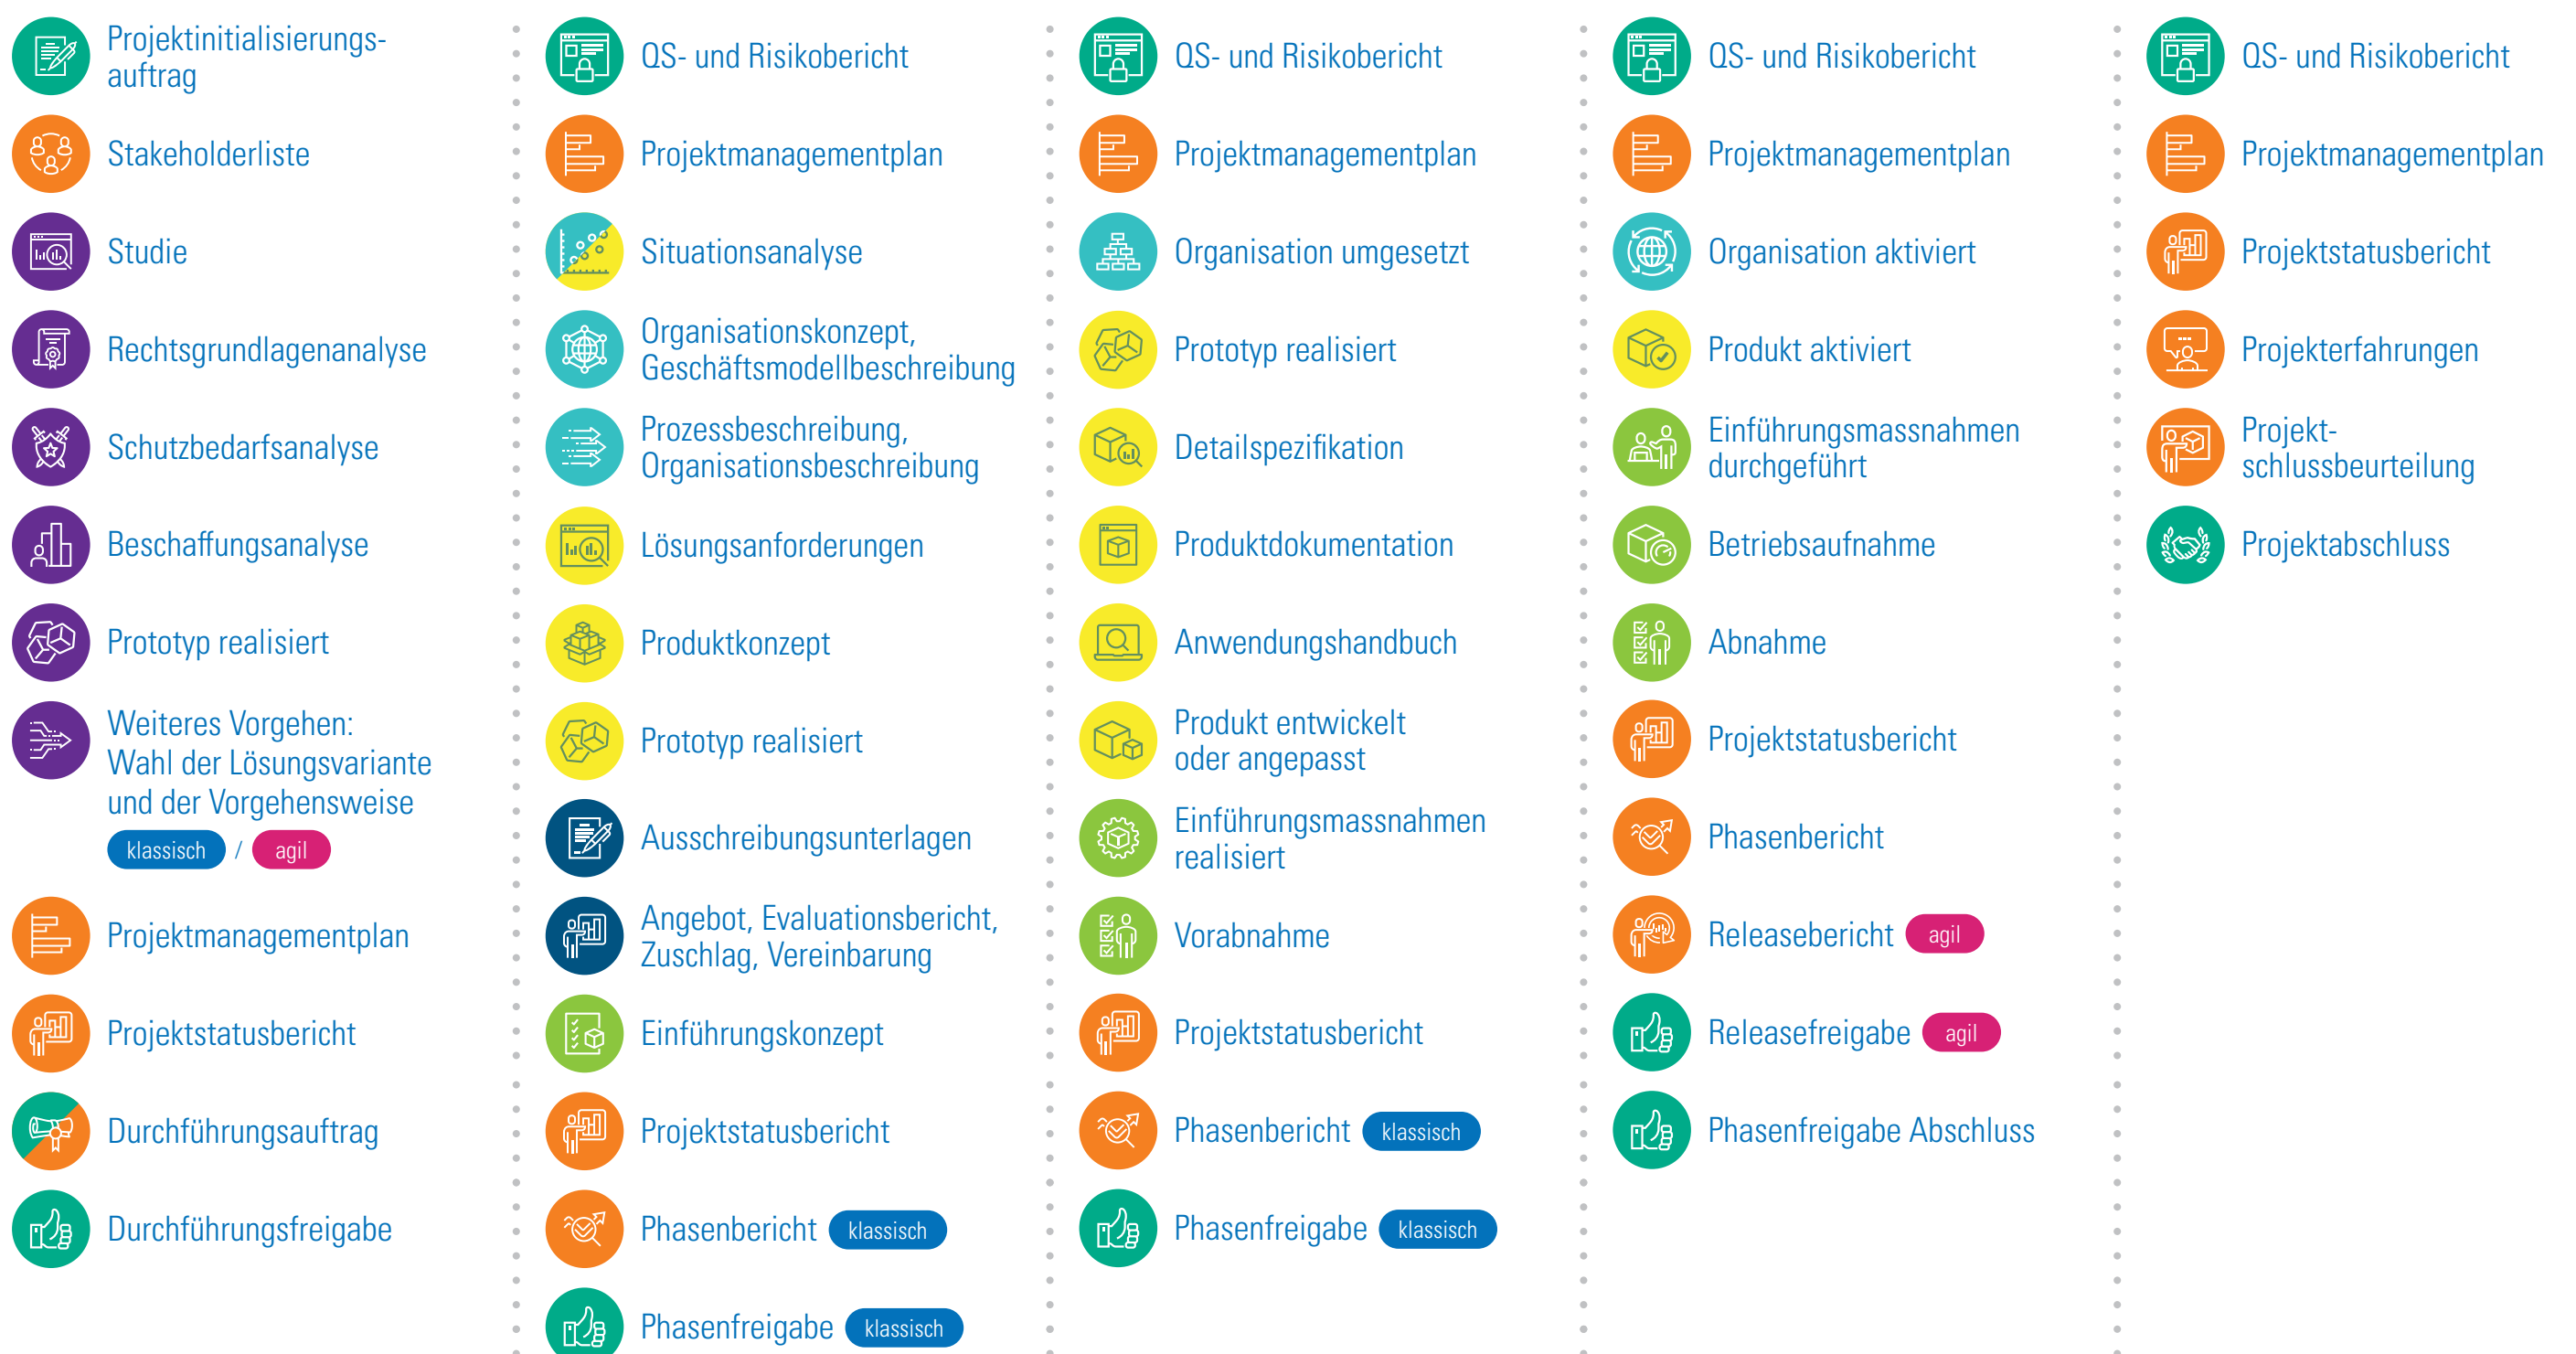 Projektinitialisierungs-
auftrag
Stakeholderliste
Studie
Rechtsgrundlagenanalyse
Schutzbedarfsanalyse
Beschaffungsanalyse
Prototyp realisiert
Weiteres Vorgehen:
Wahl der Lösungsvariante
und der Vorgehensweise
klassisch / agil
Projektmanagementplan
Projektstatusbericht
Durchführungsauftrag
Durchführungsfreigabe
QS- und Risikobericht
Projektmanagementplan
Situationsanalyse
Organisationskonzept,
Geschäftsmodellbeschreibung
Prozessbeschreibung,
Organisationsbeschreibung
Lösungsanforderungen
Produktkonzept
Prototyp realisiert
Ausschreibungsunterlagen
Angebot, Evaluationsbericht,
Zuschlag, Vereinbarung
Einführungskonzept
Projektstatusbericht
Phasenbericht klassisch
Phasenfreigabe klassisch
QS- und Risikobericht
Projektmanagementplan
Organisation umgesetzt
Prototyp realisiert
Detailspezifikation
Produktdokumentation
Anwendungshandbuch
Produkt entwickelt
oder angepasst
Einführungsmassnahmen
realisiert
Vorabnahme
Projektstatusbericht
Phasenbericht klassisch
Phasenfreigabe klassisch
QS- und Risikobericht
Projektmanagementplan
Organisation aktiviert
Produkt aktiviert
Einführungsmassnahmen
durchgeführt
Betriebsaufnahme
Abnahme
Projektstatusbericht
Phasenbericht
Releasebericht agil
Releasefreigabe agil
Phasenfreigabe Abschluss
QS- und Risikobericht
Projektmanagementplan
Projektstatusbericht
Projekterfahrungen
Projekt-
schlussbeurteilung
Projektabschluss